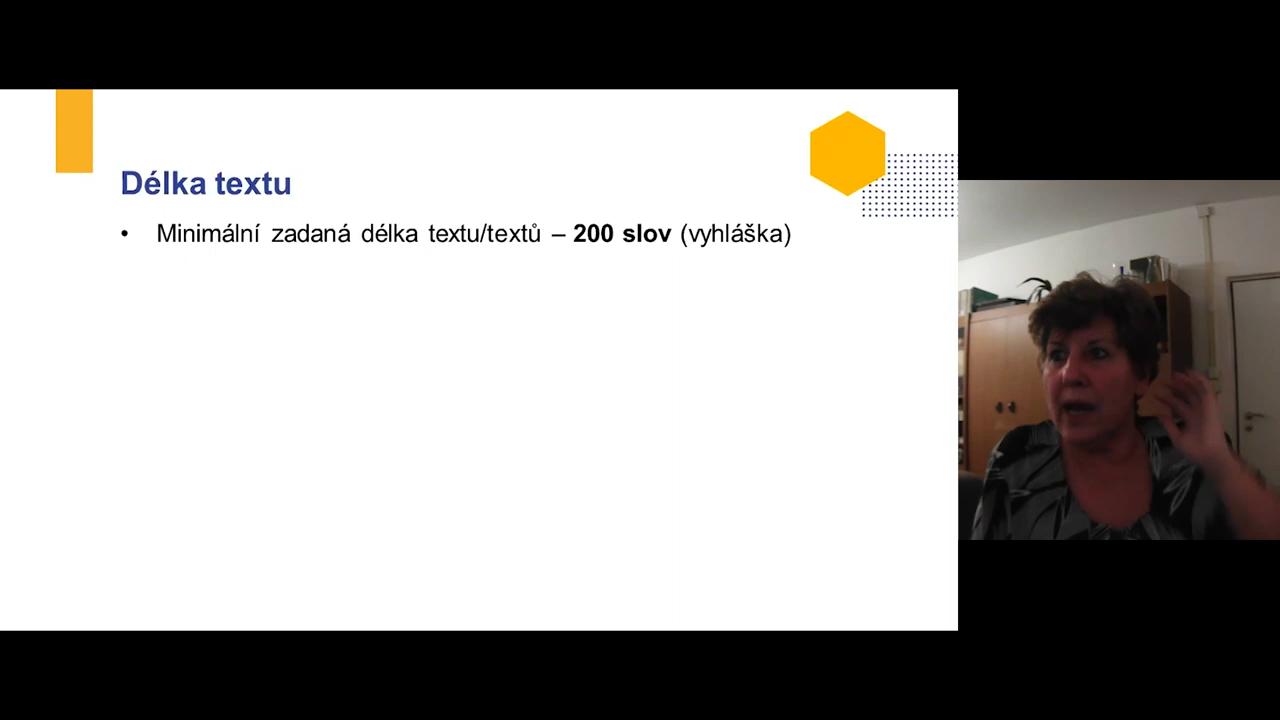 Délka textu
• Minimální zadaná délka textu/textů – 200 slov (vyhláška)